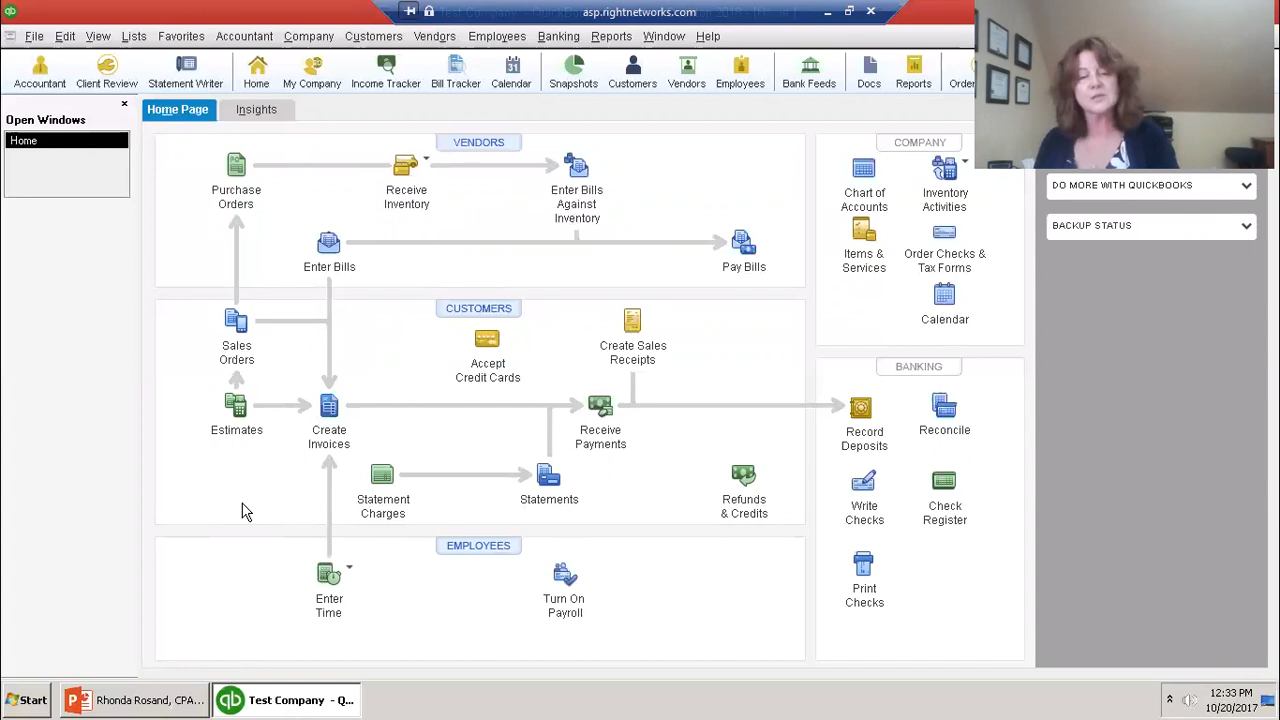 Test Company - Qu
asp.rightnetworks.com
File Edit View Lists Favorites Accountant Company Customers Vendors Employees Banking Reports Window Help
Accountant Client Review Statement Writer Home My Company Income Tracker Bill Tracker Calendar Snapshots Customers Vendors Employees Bank Feeds Docs Reports Order
Open Windows
Home
Home Page Insights
VENDORS
Purchase
Orders
Receive
Inventory
Enter Bills
Against
Inventory
Enter Bills
Pay Bills
CUSTOMERS
Sales
Orders
Accept
Credit Cards
Create Sales
Receipts
Estimates
Create
Invoices
Receive
Payments
Statement
Charges
Statements
Refunds
& Credits
EMPLOYEES
Enter
Time
Turn On
Payroll
COMPANY
Chart of
Accounts
Inventory
Activities
Items &
Services
Order Checks &
Tax Forms
Calendar
BANKING
Record
Deposits
Reconcile
Write
Checks
Check
Register
Print
Checks
DO MORE WITH QUICKBOOKS
BACKUP STATUS
Start
Rhonda Rosand, CPA...
Test Company - Q...
12:33 PM
10/20/2017